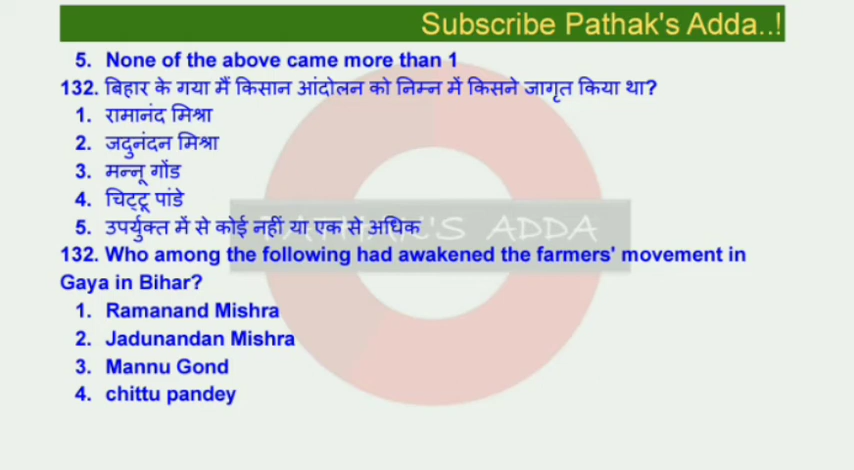 Subscribe Pathak's Adda..!
5. None of the above came more than 1
132. बिहार के गया मैं किसान आंदोलन को निम्न में किसने जागृत किया था?
1. रामानंद मिश्रा
2. जदुनंदन मिश्रा
3. मन्नू गोंड
4. चिट्टू पांडे
5. उपर्युक्त में से कोई नहीं या एक से अधिक
PATHAK'S ADDA
132. Who among the following had awakened the farmers' movement in
Gaya in Bihar?
1. Ramanand Mishra
2. Jadunandan Mishra
3. Mannu Gond
4. chittu pandey